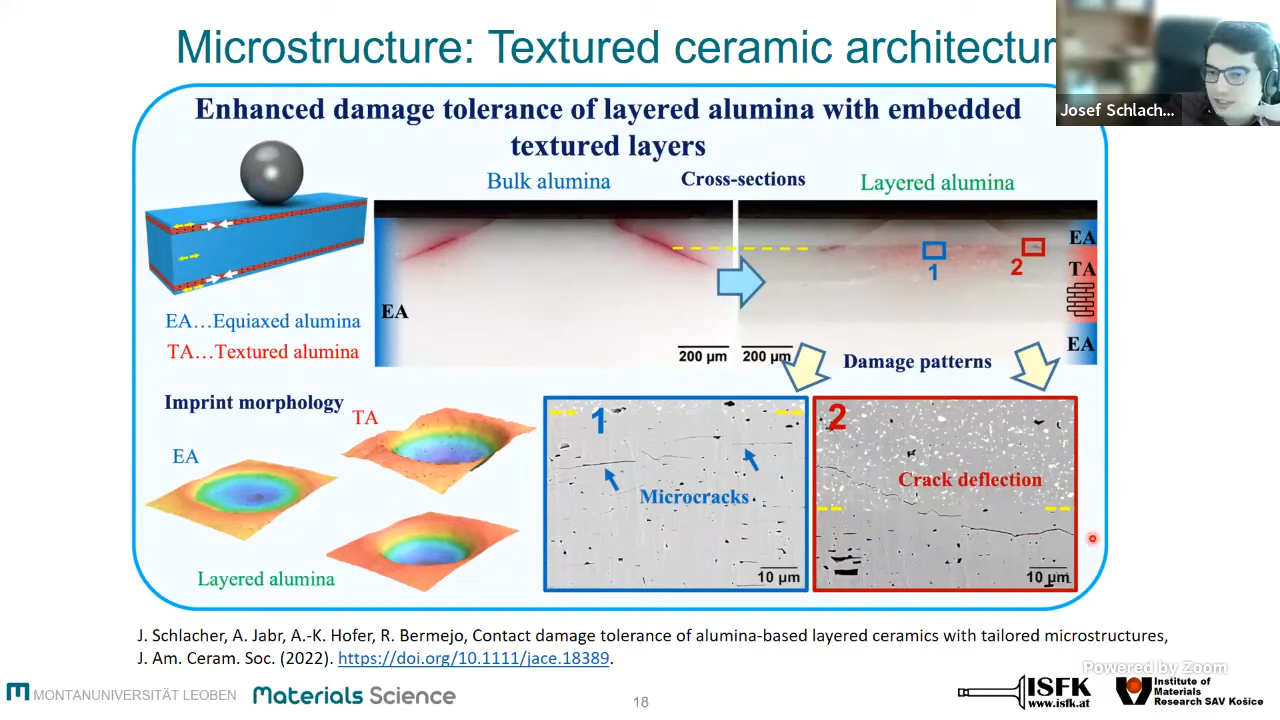 Microstructure: Textured ceramic architectur
Josef Schlach...
Enhanced damage tolerance of layered alumina with embedded
textured layers
Bulk alumina
Cross-sections
Layered alumina
EA
1
2
TA
EA
EA
200 µm
200 µm
EA…Equiaxed alumina
TA…Textured alumina
Damage patterns
Imprint morphology
TA
EA
Layered alumina
1
Microcracks
10 µm
2
Crack deflection
10 µm
J. Schlacher, A. Jabr, A.-K. Hofer, R. Bermejo, Contact damage tolerance of alumina-based layered ceramics with tailored microstructures,
J. Am. Ceram. Soc. (2022). https://doi.org/10.1111/jace.18389.
Powered by Zoom
MONTANUNIVERSITÄT LEOBEN
Materials Science
18
ISFK
www.isfk.at
Institute of
Materials
Research SAV Košice